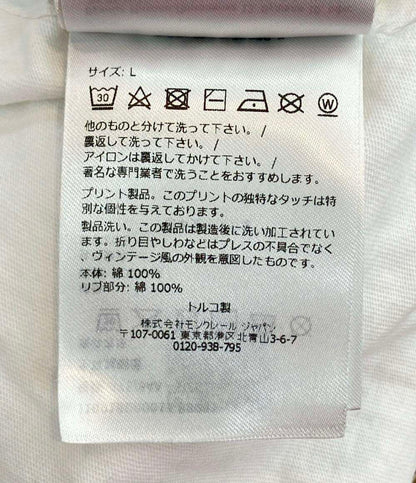 サイズ: L
30
W
他のものと分けて洗って下さい。/
裏返して洗って下さい。/
アイロンは裏返してかけて下さい。/
著名な専門業者で洗うことをおすすめします。
プリント製品。このプリントの独特なタッチは特
別な個性を与えております。
製品洗い。この製品は製造後に洗い加工されてい
ます。折り目やしわなどはプレスの不具合でなく
、ヴィンテージ風の外観を意図したものです。
本体: 綿 100%
リブ部分: 綿 100%
トルコ製
株式会社モンクレール ジャパン
〒107-0061 東京都港区北青山3-6-7
0120-938-795